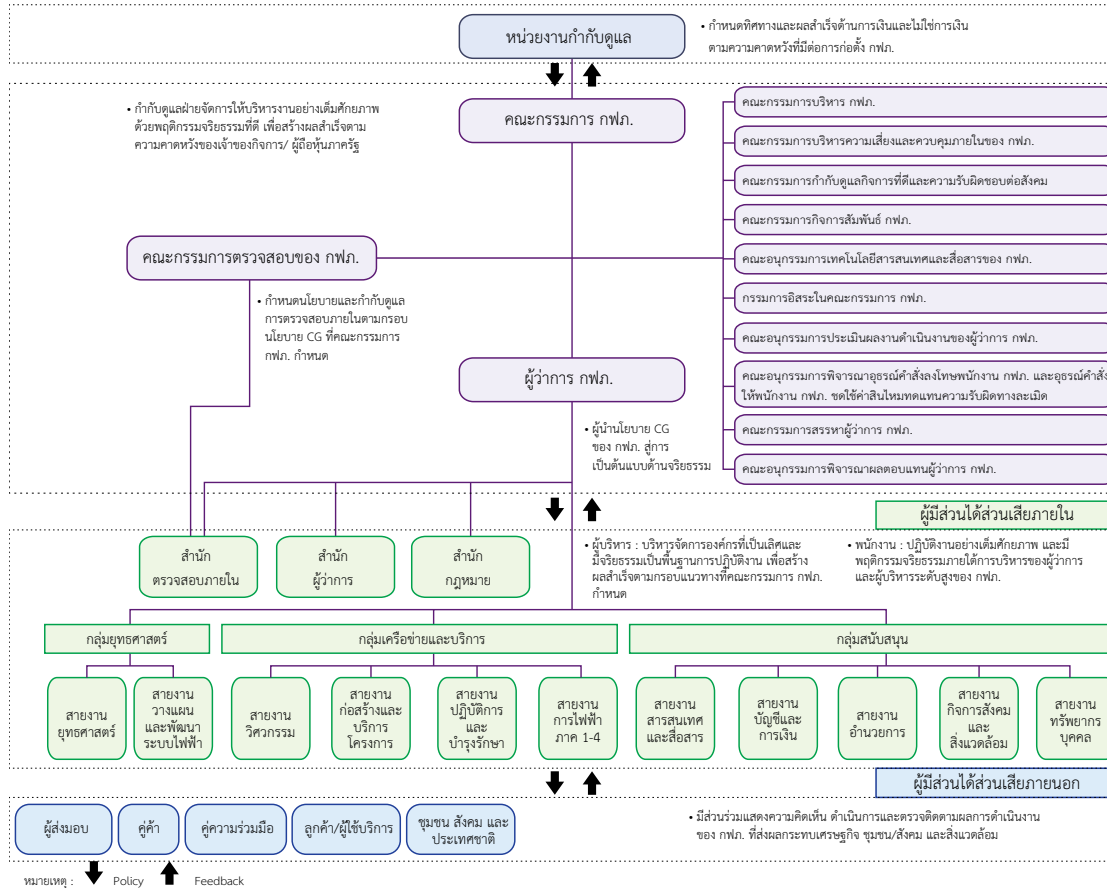 หน่วยงานกำกับดูแล
• กำหนดทิศทางและผลสำเร็จด้านการเงินและไม่ใช่การเงิน
ตามความคาดหวังที่มีต่อการก่อตั้ง กฟภ.
• กำกับดูแลฝ่ายจัดการให้บริหารงานอย่างเต็มศักยภาพ
ด้วยพฤติกรรมจริยธรรมที่ดี เพื่อสร้างผลสำเร็จตาม
ความคาดหวังของเจ้าของกิจการ/ ผู้ถือหุ้นภาครัฐ
คณะกรรมการ กฟภ.
คณะกรรมการบริหาร กฟภ.
คณะกรรมการบริหารความเสี่ยงและควบคุมภายในของ กฟภ.
คณะกรรมการกำกับดูแลกิจการที่ดีและความรับผิดชอบต่อสังคม
คณะกรรมการกิจการสัมพันธ์ กฟภ.
คณะอนุกรรมการเทคโนโลยีสารสนเทศและสื่อสารของ กฟภ.
กรรมการอิสระในคณะกรรมการ กฟภ.
คณะอนุกรรมการประเมินผลงานดำเนินงานของผู้ว่าการ กฟภ.
คณะอนุกรรมการพิจารณาอุธรณ์คำสั่งลงโทษพนักงาน กฟภ. และอุธรณ์คำสั่ง
ให้พนักงาน กฟภ. ชดใช้ค่าสินไหมทดแทนความรับผิดทางละเมิด
คณะกรรมการสรรหาผู้ว่าการ กฟภ.
คณะอนุกรรมการพิจารณาผลตอบแทนผู้ว่าการ กฟภ.
คณะกรรมการตรวจสอบของ กฟภ.
• กำหนดนโยบายและกำกับดูแล
การตรวจสอบภายในตามกรอบ
นโยบาย CG ที่คณะกรรมการ
กฟภ. กำหนด
ผู้ว่าการ กฟภ.
• ผู้นำนโยบาย CG
ของ กฟภ. สู่การ
เป็นต้นแบบด้านจริยธรรม
ผู้มีส่วนได้ส่วนเสียภายใน
สำนัก
ตรวจสอบภายใน
สำนัก
ผู้ว่าการ
สำนัก
กฎหมาย
• ผู้บริหาร : บริหารจัดการองค์กรที่เป็นเลิศและ
มีจริยธรรมเป็นพื้นฐานการปฏิบัติงาน เพื่อสร้าง
ผลสำเร็จตามกรอบแนวทางที่คณะกรรมการ กฟภ.
กำหนด
• พนักงาน : ปฏิบัติงานอย่างเต็มศักยภาพ และมี
พฤติกรรมจริยธรรมภายใต้การบริหารของผู้ว่าการ
และผู้บริหารระดับสูงของ กฟภ.
กลุ่มยุทธศาสตร์
กลุ่มเครือข่ายและบริการ
กลุ่มสนับสนุน
สายงาน
ยุทธศาสตร์
สายงาน
วางแผน
และพัฒนา
ระบบไฟฟ้า
สายงาน
วิศวกรรม
สายงาน
ก่อสร้างและ
บริการ
โครงการ
สายงาน
ปฏิบัติการ
และ
บำรุงรักษา
สายงาน
การไฟฟ้า
ภาค 1-4
สายงาน
สารสนเทศ
และสื่อสาร
สายงาน
บัญชีและ
การเงิน
สายงาน
อำนวยการ
สายงาน
กิจการสังคม
และ
สิ่งแวดล้อม
สายงาน
ทรัพยากร
บุคคล
ผู้มีส่วนได้ส่วนเสียภายนอก
ผู้ส่งมอบ
คู่ค้า
คู่ความร่วมมือ
ลูกค้า/ผู้ใช้บริการ
ชุมชน สังคม และ
ประเทศชาติ
• มีส่วนร่วมแสดงความคิดเห็น ดำเนินการและตรวจติดตามผลการดำเนินงาน
ของ กฟภ. ที่ส่งผลกระทบเศรษฐกิจ ชุมชน/สังคม และสิ่งแวดล้อม
หมายเหตุ : Policy Feedback